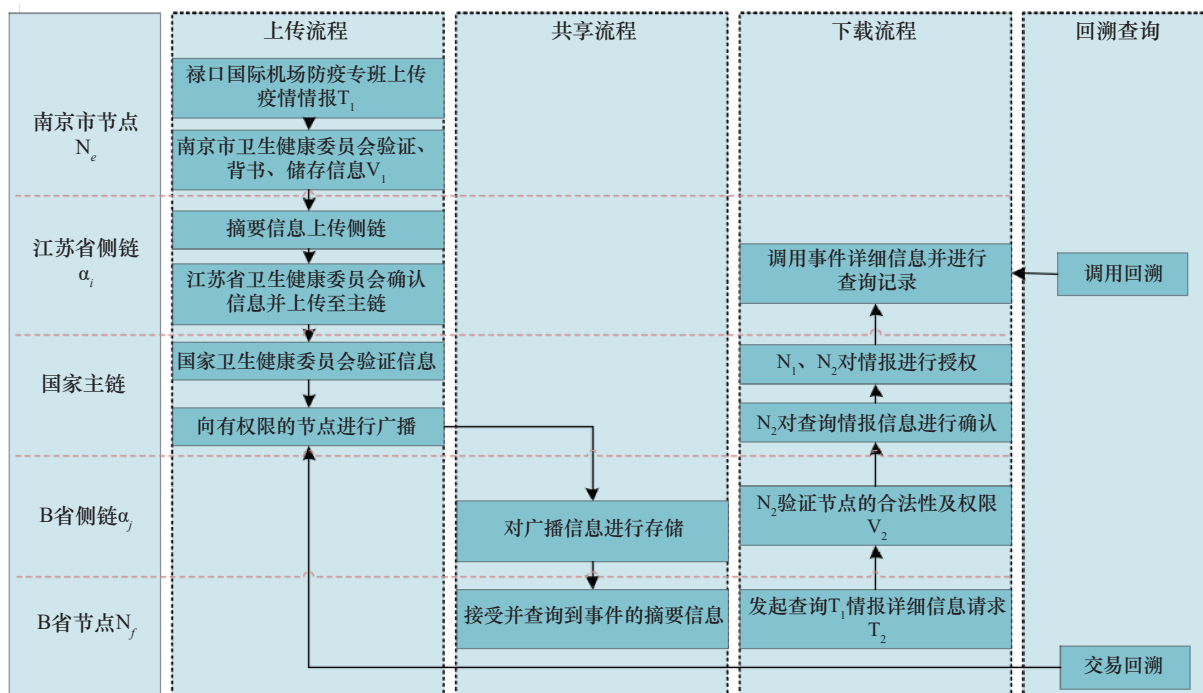 上传流程
共享流程
下载流程
回溯查询
南京市节点
Nₑ
江苏省侧链
αᵢ
国家主链
B省侧链αⱼ
B省节点N_f
禄口国际机场防疫专班上传
疫情情报T₁
南京市卫生健康委员会验证、
背书、储存信息V₁
摘要信息上传侧链
江苏省卫生健康委员会确认
信息并上传至主链
国家卫生健康委员会验证信息
向有权限的节点进行广播
对广播信息进行存储
接受并查询到事件的摘要信息
调用事件详细信息并进行
查询记录
N₁、N₂对情报进行授权
N₂对查询情报信息进行确认
N₂验证节点的合法性及权限
V₂
发起查询T₁情报详细信息请求
T₂
调用回溯
交易回溯